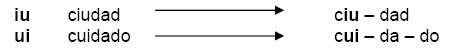 iu ciudad ciu – dad
ui cuidado cui – da – do